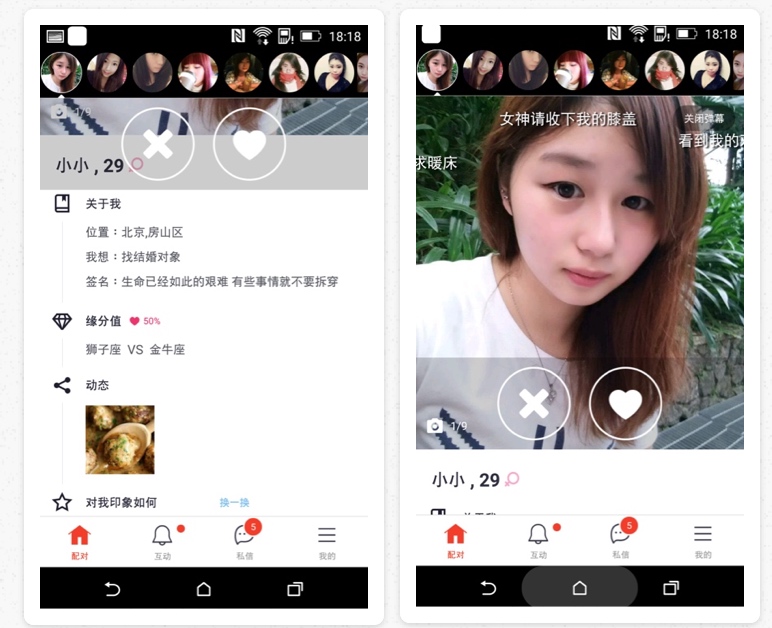 18:18
1/9
小小 , 29
关于我
位置：北京,房山区
我想：找结婚对象
签名：生命已经如此的艰难 有些事情就不要拆穿
缘分值 50%
狮子座 VS 金牛座
动态
对我印象如何 换一换
5
配对 互动 私信 我的
18:18
女神请收下我的膝盖
关闭弹幕
看到我的
求暖床
1/9
小小 , 29
关于我
5
配对 互动 私信 我的